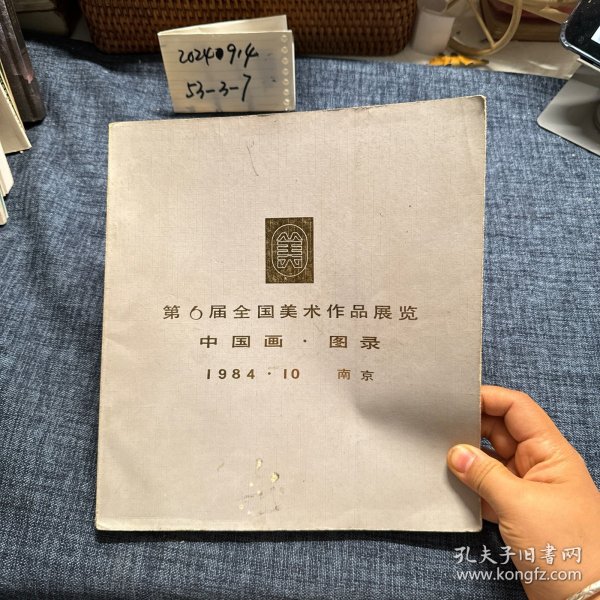 20240914
53-3-7
美
第6届全国美术作品展览
中国画·图录
1984·10 南京
孔夫子旧书网
www.kongfz.com